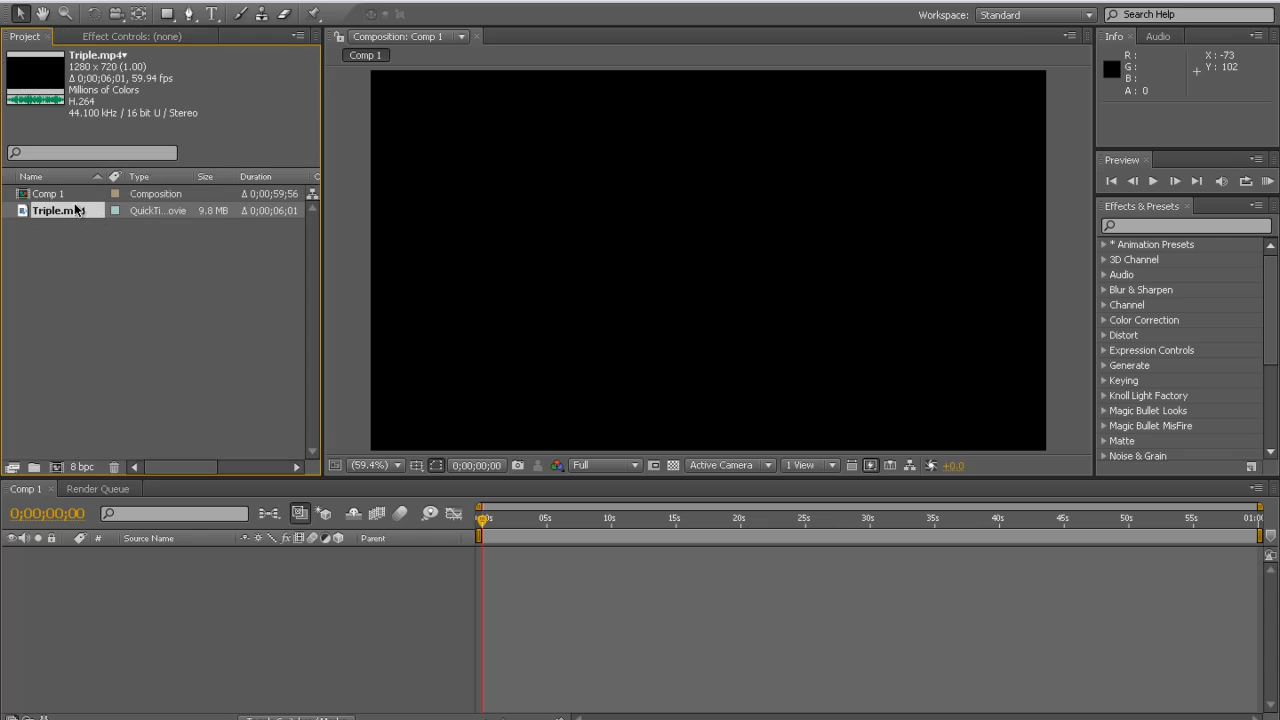 Workspace: Standard
Search Help
Project
Effect Controls: (none)
Composition: Comp 1
Info
Audio
Triple.mp4
1280 x 720 (1.00)
Δ 0;00;06;01, 59.94 fps
Millions of Colors
H.264
44.100 kHz / 16 bit U / Stereo
Comp 1
R :
G :
B :
A : 0
X : -73
Y : 102
Name Type Size Duration
Comp 1 Composition Δ 0;00;59;56
Triple.mp4 QuickTi...ovie 9.8 MB Δ 0;00;06;01
Preview
Effects & Presets
* Animation Presets
3D Channel
Audio
Blur & Sharpen
Channel
Color Correction
Distort
Expression Controls
Generate
Keying
Knoll Light Factory
Magic Bullet Looks
Magic Bullet MisFire
Matte
Noise & Grain
8 bpc
(59.4%) 0;00;00;00 Full Active Camera 1 View +0.0
Comp 1
Render Queue
0;00;00;00
05s 10s 15s 20s 25s 30s 35s 40s 45s 50s 55s 01:0
# Source Name Parent